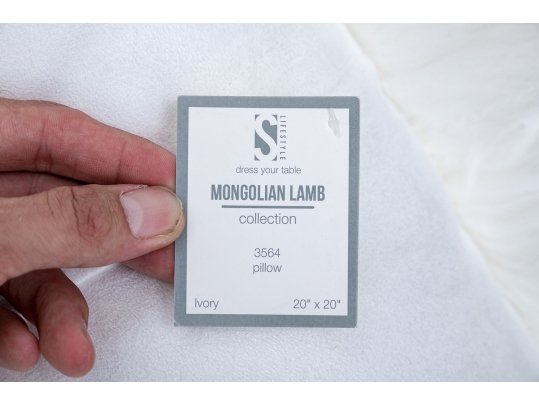 S
LIFESTYLE
dress your table
MONGOLIAN LAMB
collection
3564
pillow
Ivory 20" x 20"